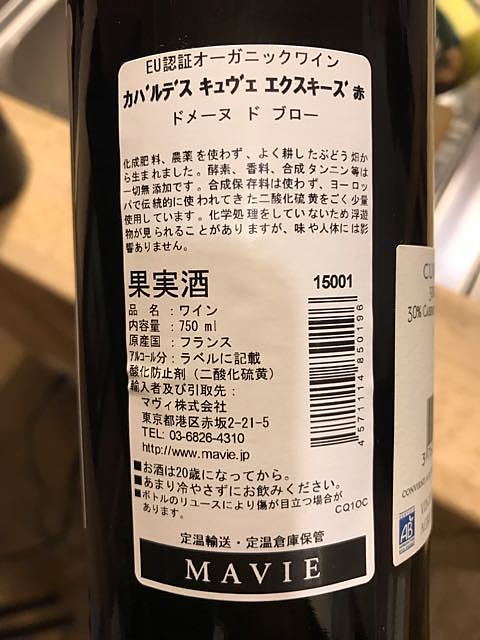 EU認証オーガニックワイン
カバルデス キュヴェ エクスキーズ 赤
ドメーヌ ド ブロー
化成肥料、農薬を使わず、よく耕したぶどう畑か
ら生まれました。酵素、香料、合成タンニン等は
一切無添加です。合成保存料は使わず、ヨーロッ
パで伝統的に使われてきた二酸化硫黄をごく少量
使用しています。化学処理をしていないため浮遊
物が見られることがありますが、味や人体には影
響ありません。
果実酒
15001
品 名 : ワイン
内容量 : 750 ml
原産国 : フランス
アルコール分 : ラベルに記載
酸化防止剤（二酸化硫黄）
輸入者及び引取先 :
マヴィ株式会社
東京都港区赤坂2-21-5
TEL: 03-6826-4310
http://www.mavie.jp
4571114850196
■お酒は20歳になってから。
■あまり冷やさずにお飲みください。
■ボトルのリユースにより傷が目立つ場合が
あります。
CQ10C
定温輸送・定温倉庫保管
MAVIE
30%
AB